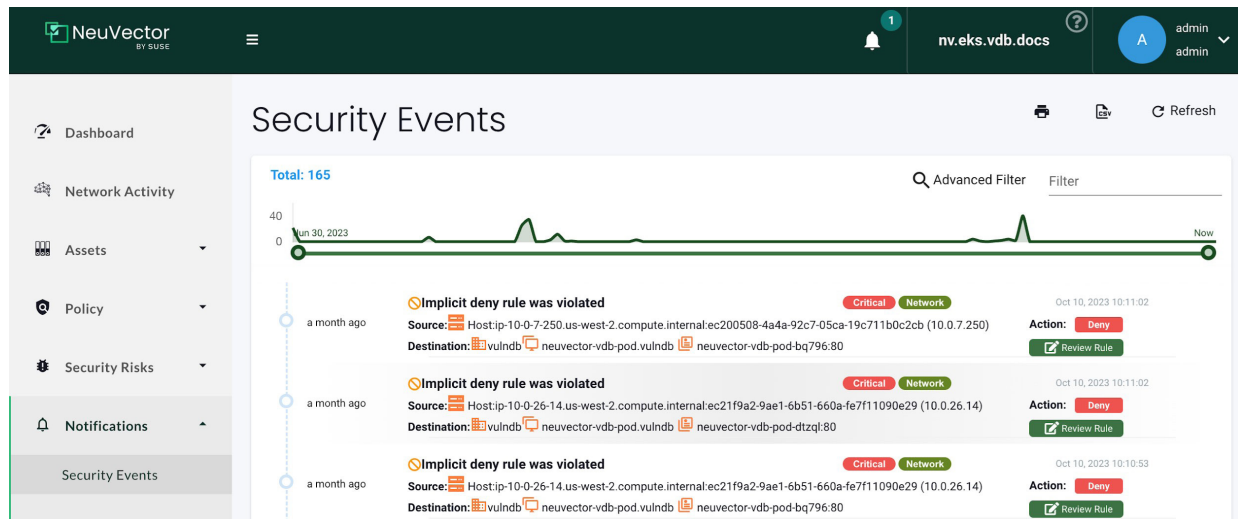 NeuVector
BY SUSE
1
nv.eks.vdb.docs
?
A
admin
admin
Dashboard
Network Activity
Assets
Policy
Security Risks
Notifications
Security Events
Security Events
CSV
Refresh
Total: 165
Advanced Filter
Filter
40
0
Jun 30, 2023
Now
a month ago
Implicit deny rule was violated
Critical
Network
Oct 10, 2023 10:11:02
Source: Host:ip-10-0-7-250.us-west-2.compute.internal:ec200508-4a4a-92c7-05ca-19c711b0c2cb (10.0.7.250)
Action: Deny
Destination: vulndb neuvector-vdb-pod.vulndb neuvector-vdb-pod-bq796:80
Review Rule
a month ago
Implicit deny rule was violated
Critical
Network
Oct 10, 2023 10:11:02
Source: Host:ip-10-0-26-14.us-west-2.compute.internal:ec21f9a2-9ae1-6b51-660a-fe7f11090e29 (10.0.26.14)
Action: Deny
Destination: vulndb neuvector-vdb-pod.vulndb neuvector-vdb-pod-dtzql:80
Review Rule
a month ago
Implicit deny rule was violated
Critical
Network
Oct 10, 2023 10:10:53
Source: Host:ip-10-0-26-14.us-west-2.compute.internal:ec21f9a2-9ae1-6b51-660a-fe7f11090e29 (10.0.26.14)
Action: Deny
Destination: vulndb neuvector-vdb-pod.vulndb neuvector-vdb-pod-bq796:80
Review Rule